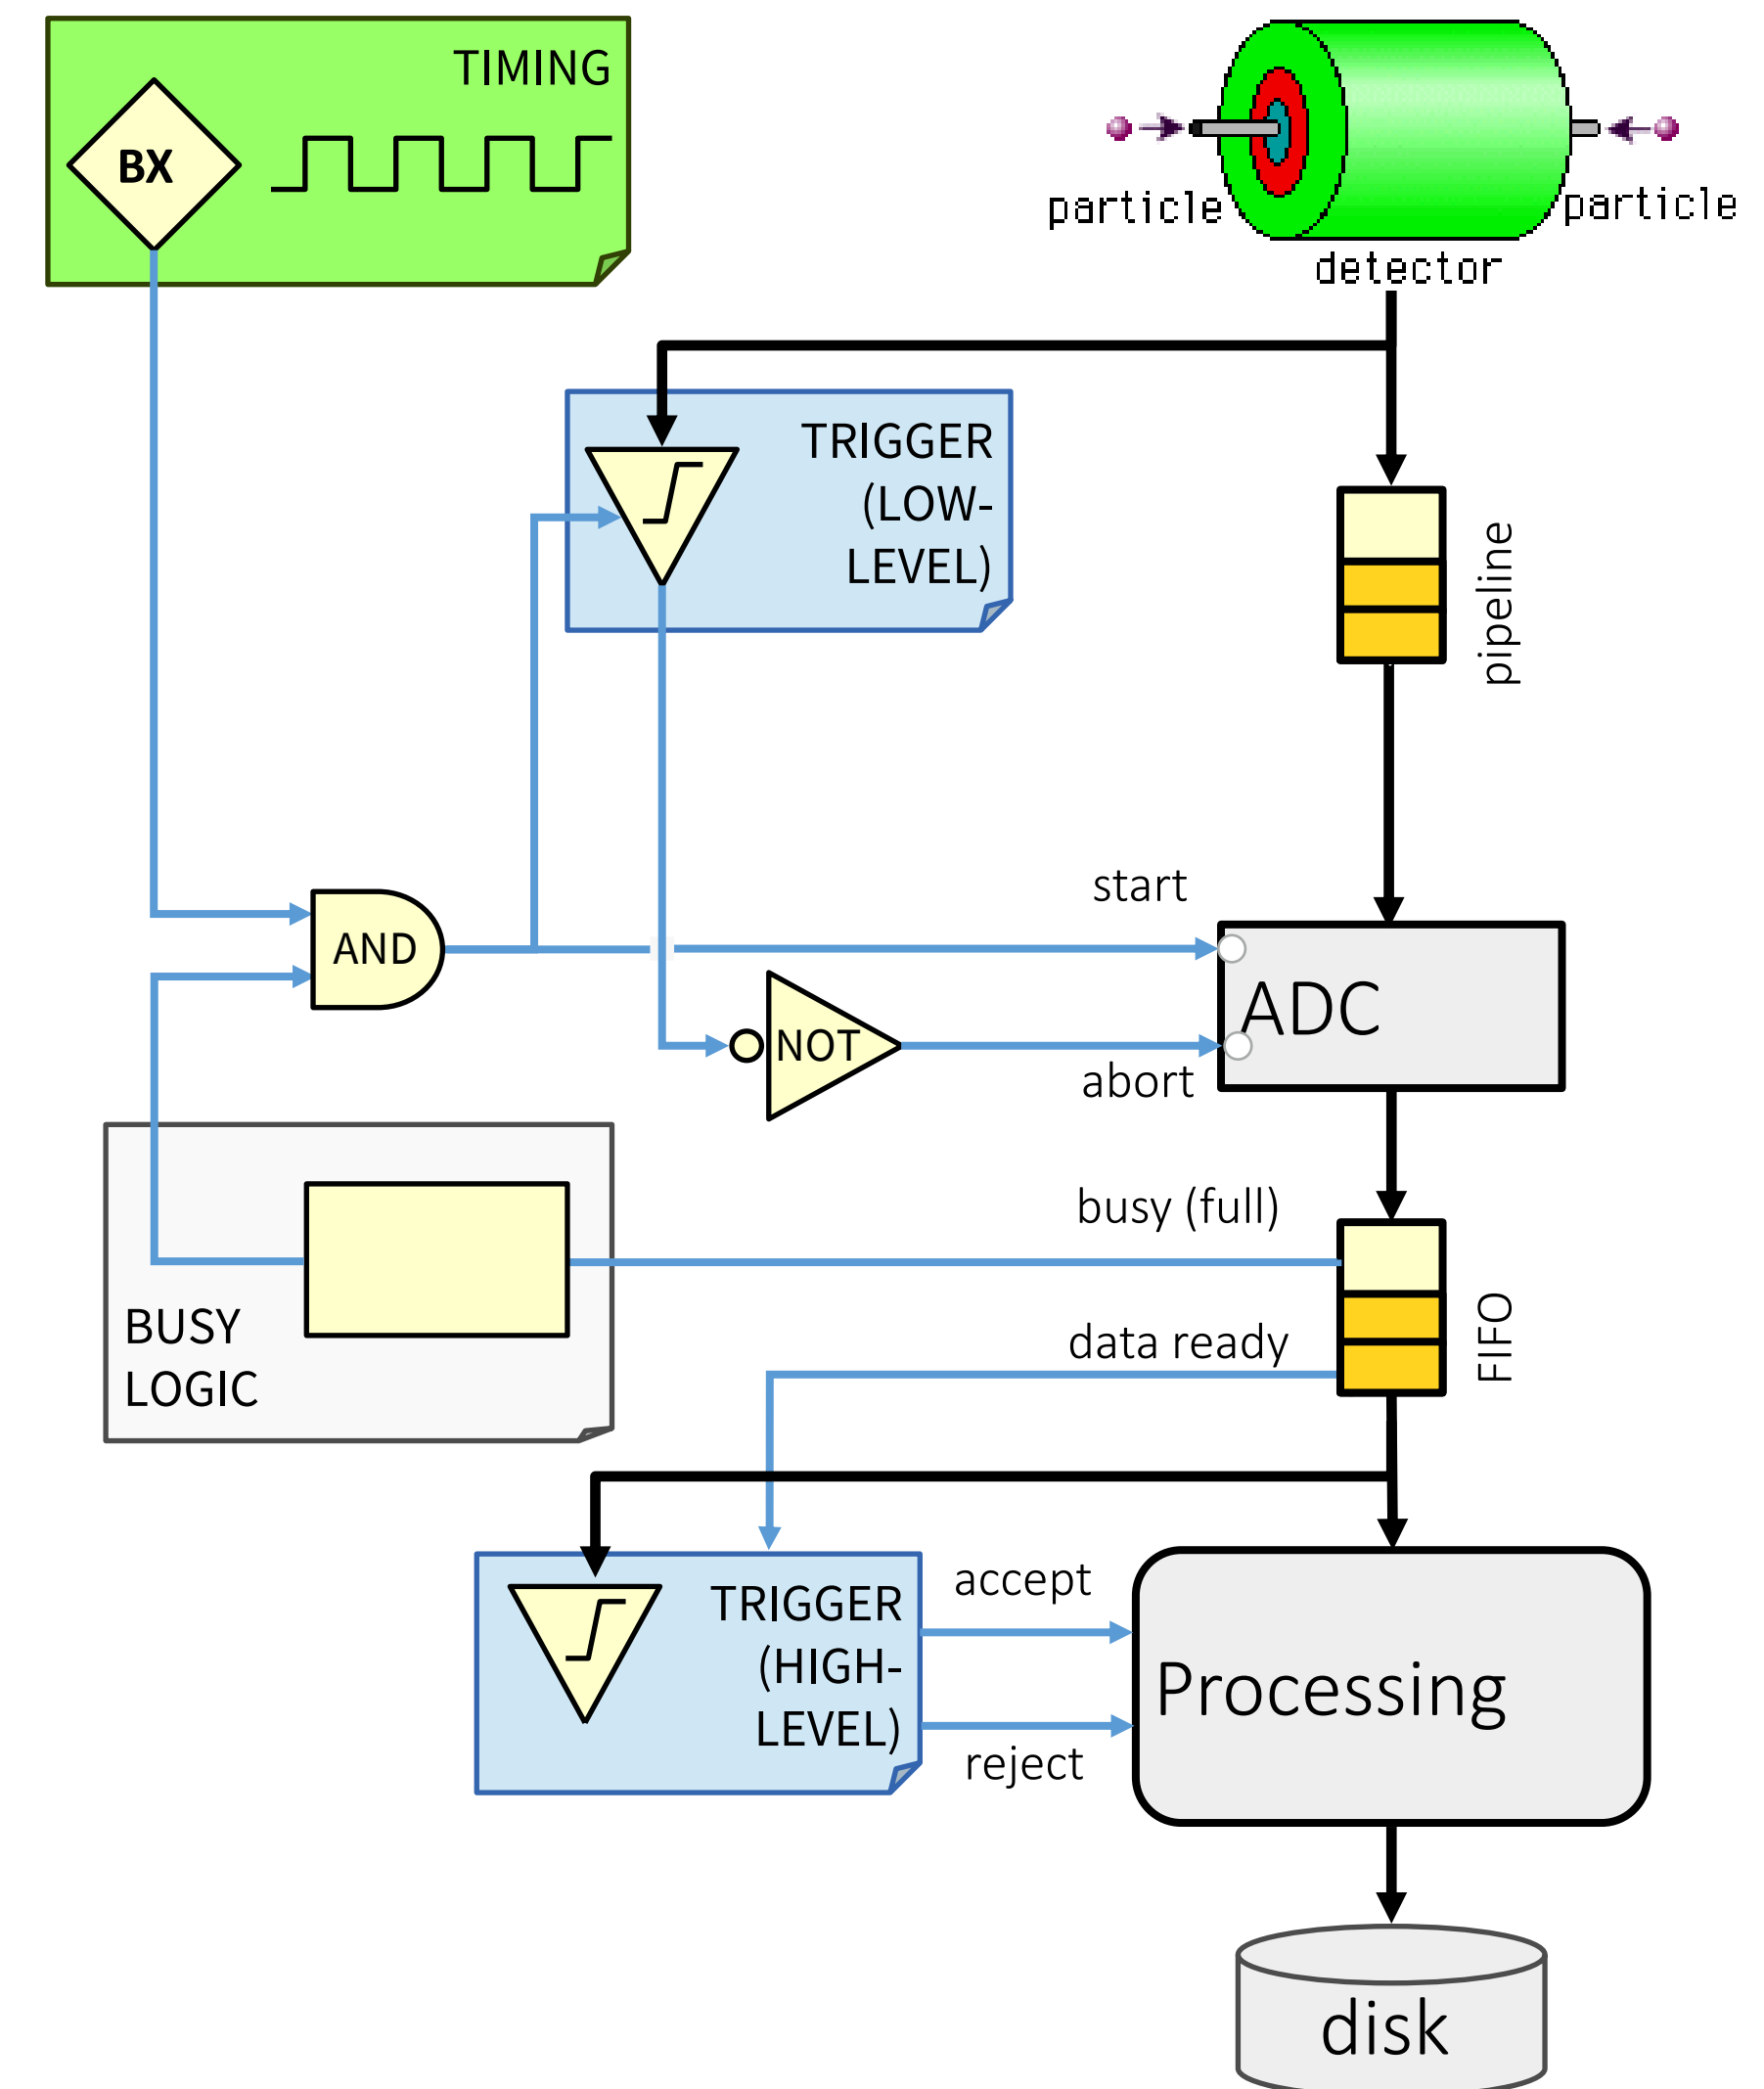 TIMING
BX
particle
particle
detector
TRIGGER
(LOW-
LEVEL)
pipeline
start
AND
ADC
NOT
abort
busy (full)
BUSY
LOGIC
data ready
FIFO
accept
TRIGGER
(HIGH-
LEVEL)
Processing
reject
disk